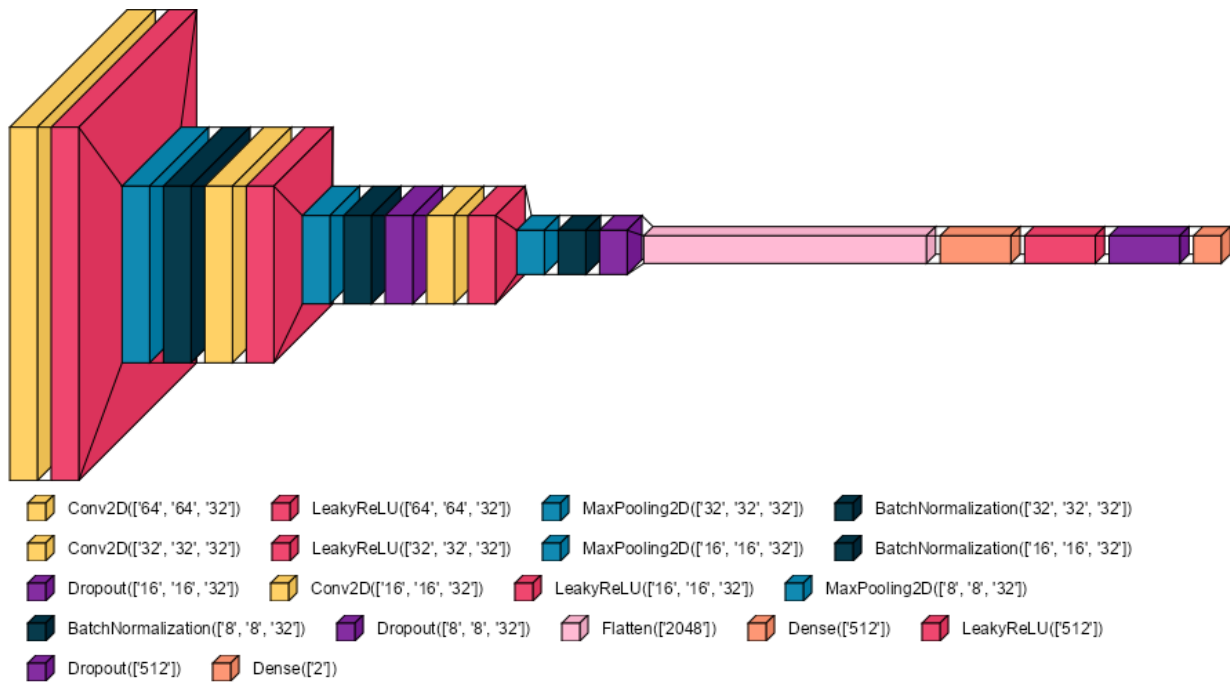 Conv2D(['64', '64', '32']) LeakyReLU(['64', '64', '32']) MaxPooling2D(['32', '32', '32']) BatchNormalization(['32', '32', '32'])
Conv2D(['32', '32', '32']) LeakyReLU(['32', '32', '32']) MaxPooling2D(['16', '16', '32']) BatchNormalization(['16', '16', '32'])
Dropout(['16', '16', '32']) Conv2D(['16', '16', '32']) LeakyReLU(['16', '16', '32']) MaxPooling2D(['8', '8', '32'])
BatchNormalization(['8', '8', '32']) Dropout(['8', '8', '32']) Flatten(['2048']) Dense(['512']) LeakyReLU(['512'])
Dropout(['512']) Dense(['2'])